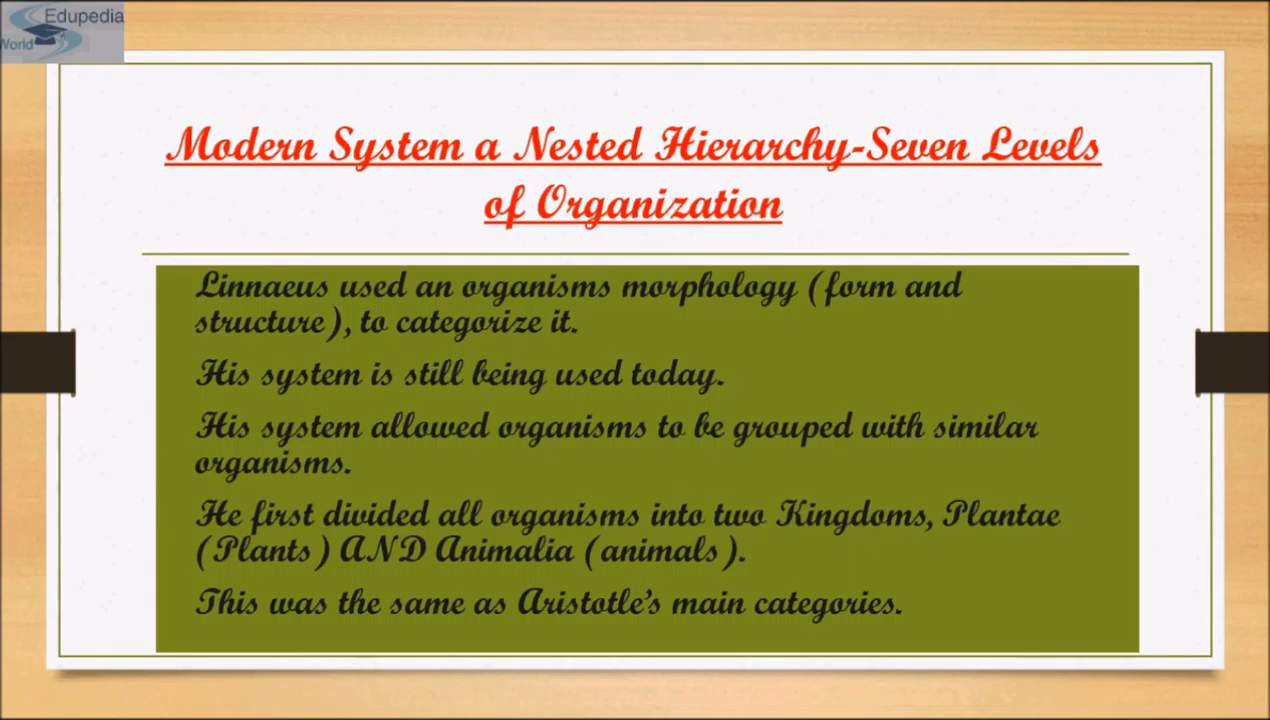 Edupedia
World
Modern System a Nested Hierarchy-Seven Levels
of Organization
Linnaeus used an organisms morphology (form and
structure), to categorize it.
His system is still being used today.
His system allowed organisms to be grouped with similar
organisms.
He first divided all organisms into two Kingdoms, Plantae
(Plants) AND Animalia (animals).
This was the same as Aristotle's main categories.